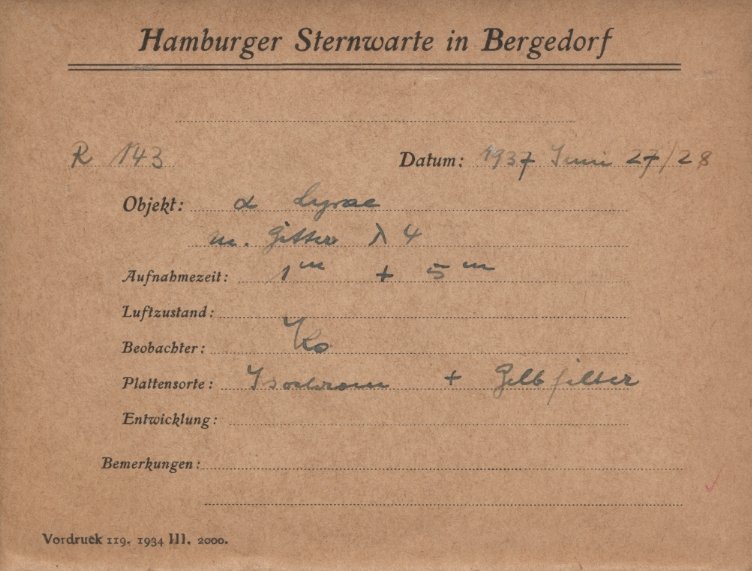 Hamburger Sternwarte in Bergedorf
R 143 Datum: 1937 Juni 27/28
Objekt: α Lyrae
m. Gitter λ 4
Aufnahmezeit: 1ᵐ + 5ᵐ
Luftzustand:
Beobachter: Ko
Plattensorte: Isochrom + Gelbfilter
Entwicklung:
Bemerkungen:
Vordruck 119. 1934 III. 2000.